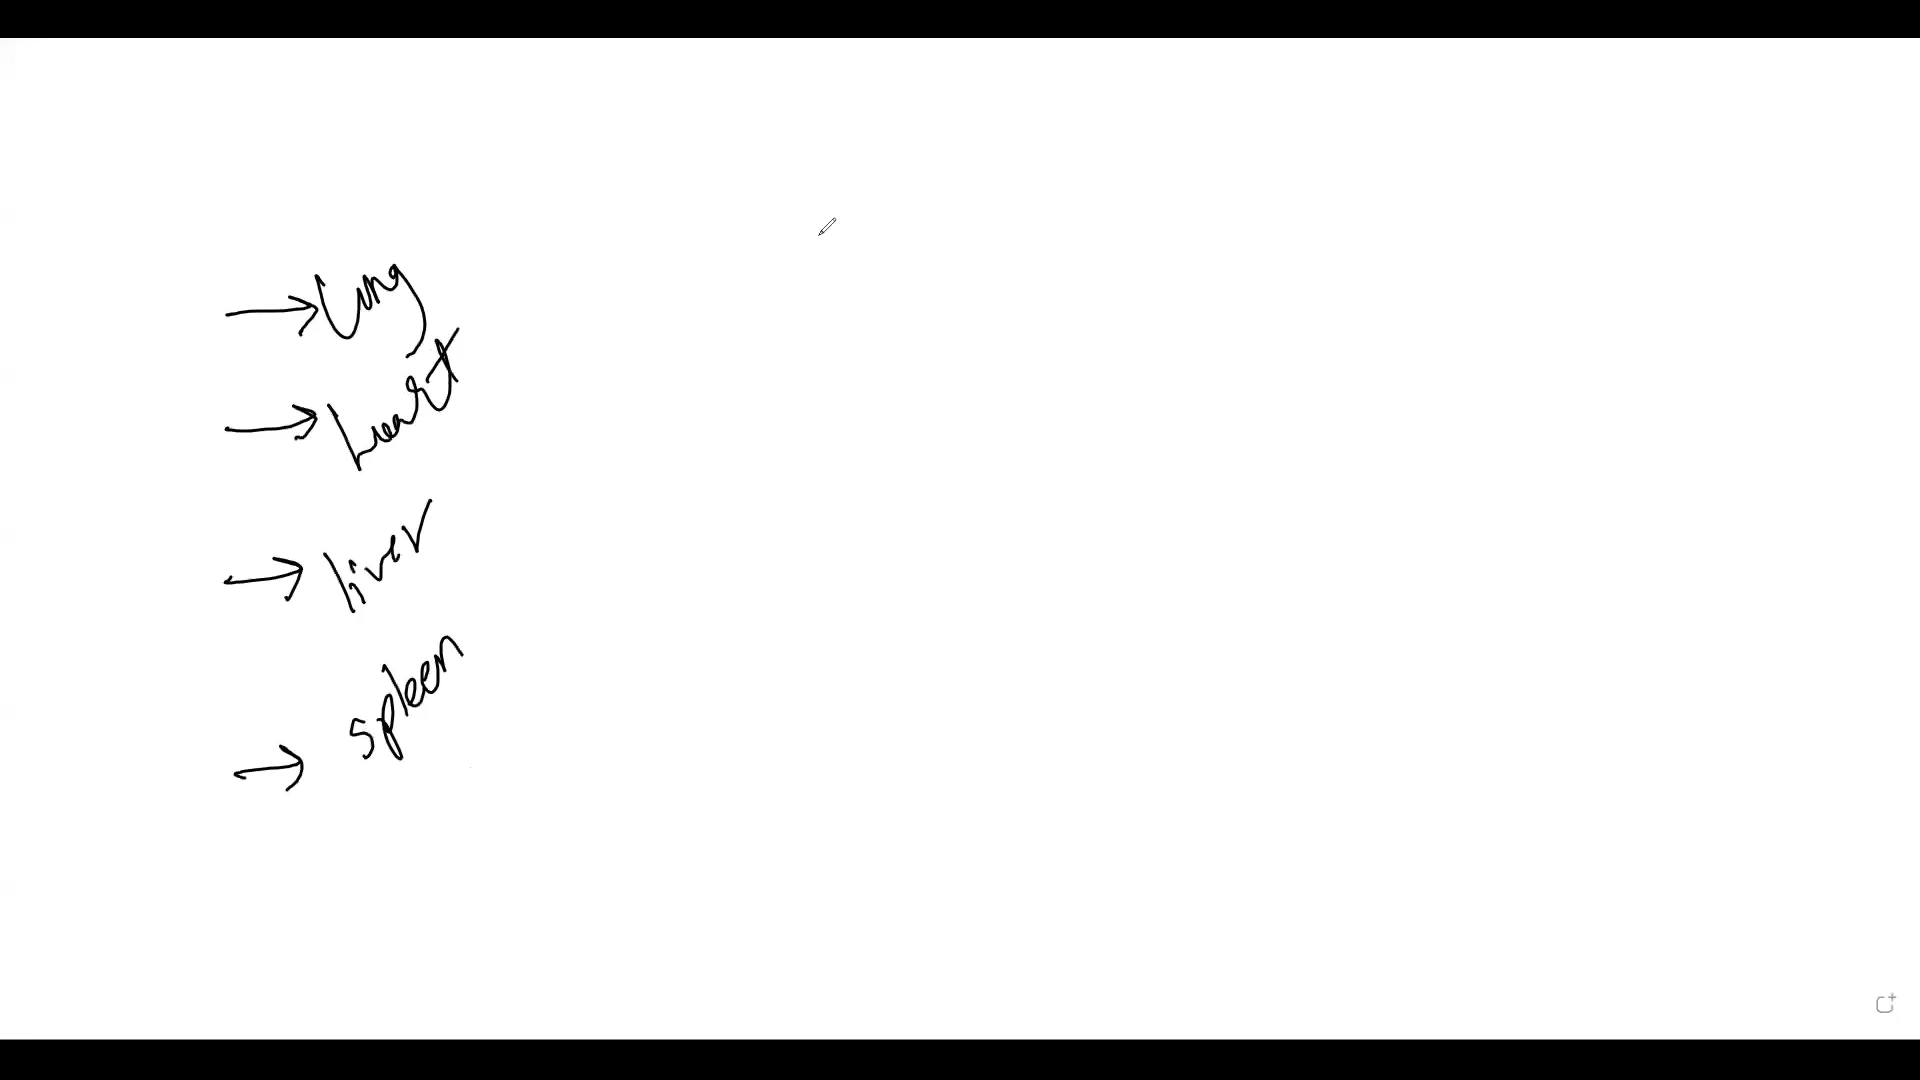 → Lung
→ heart
→ liver
→ spleen